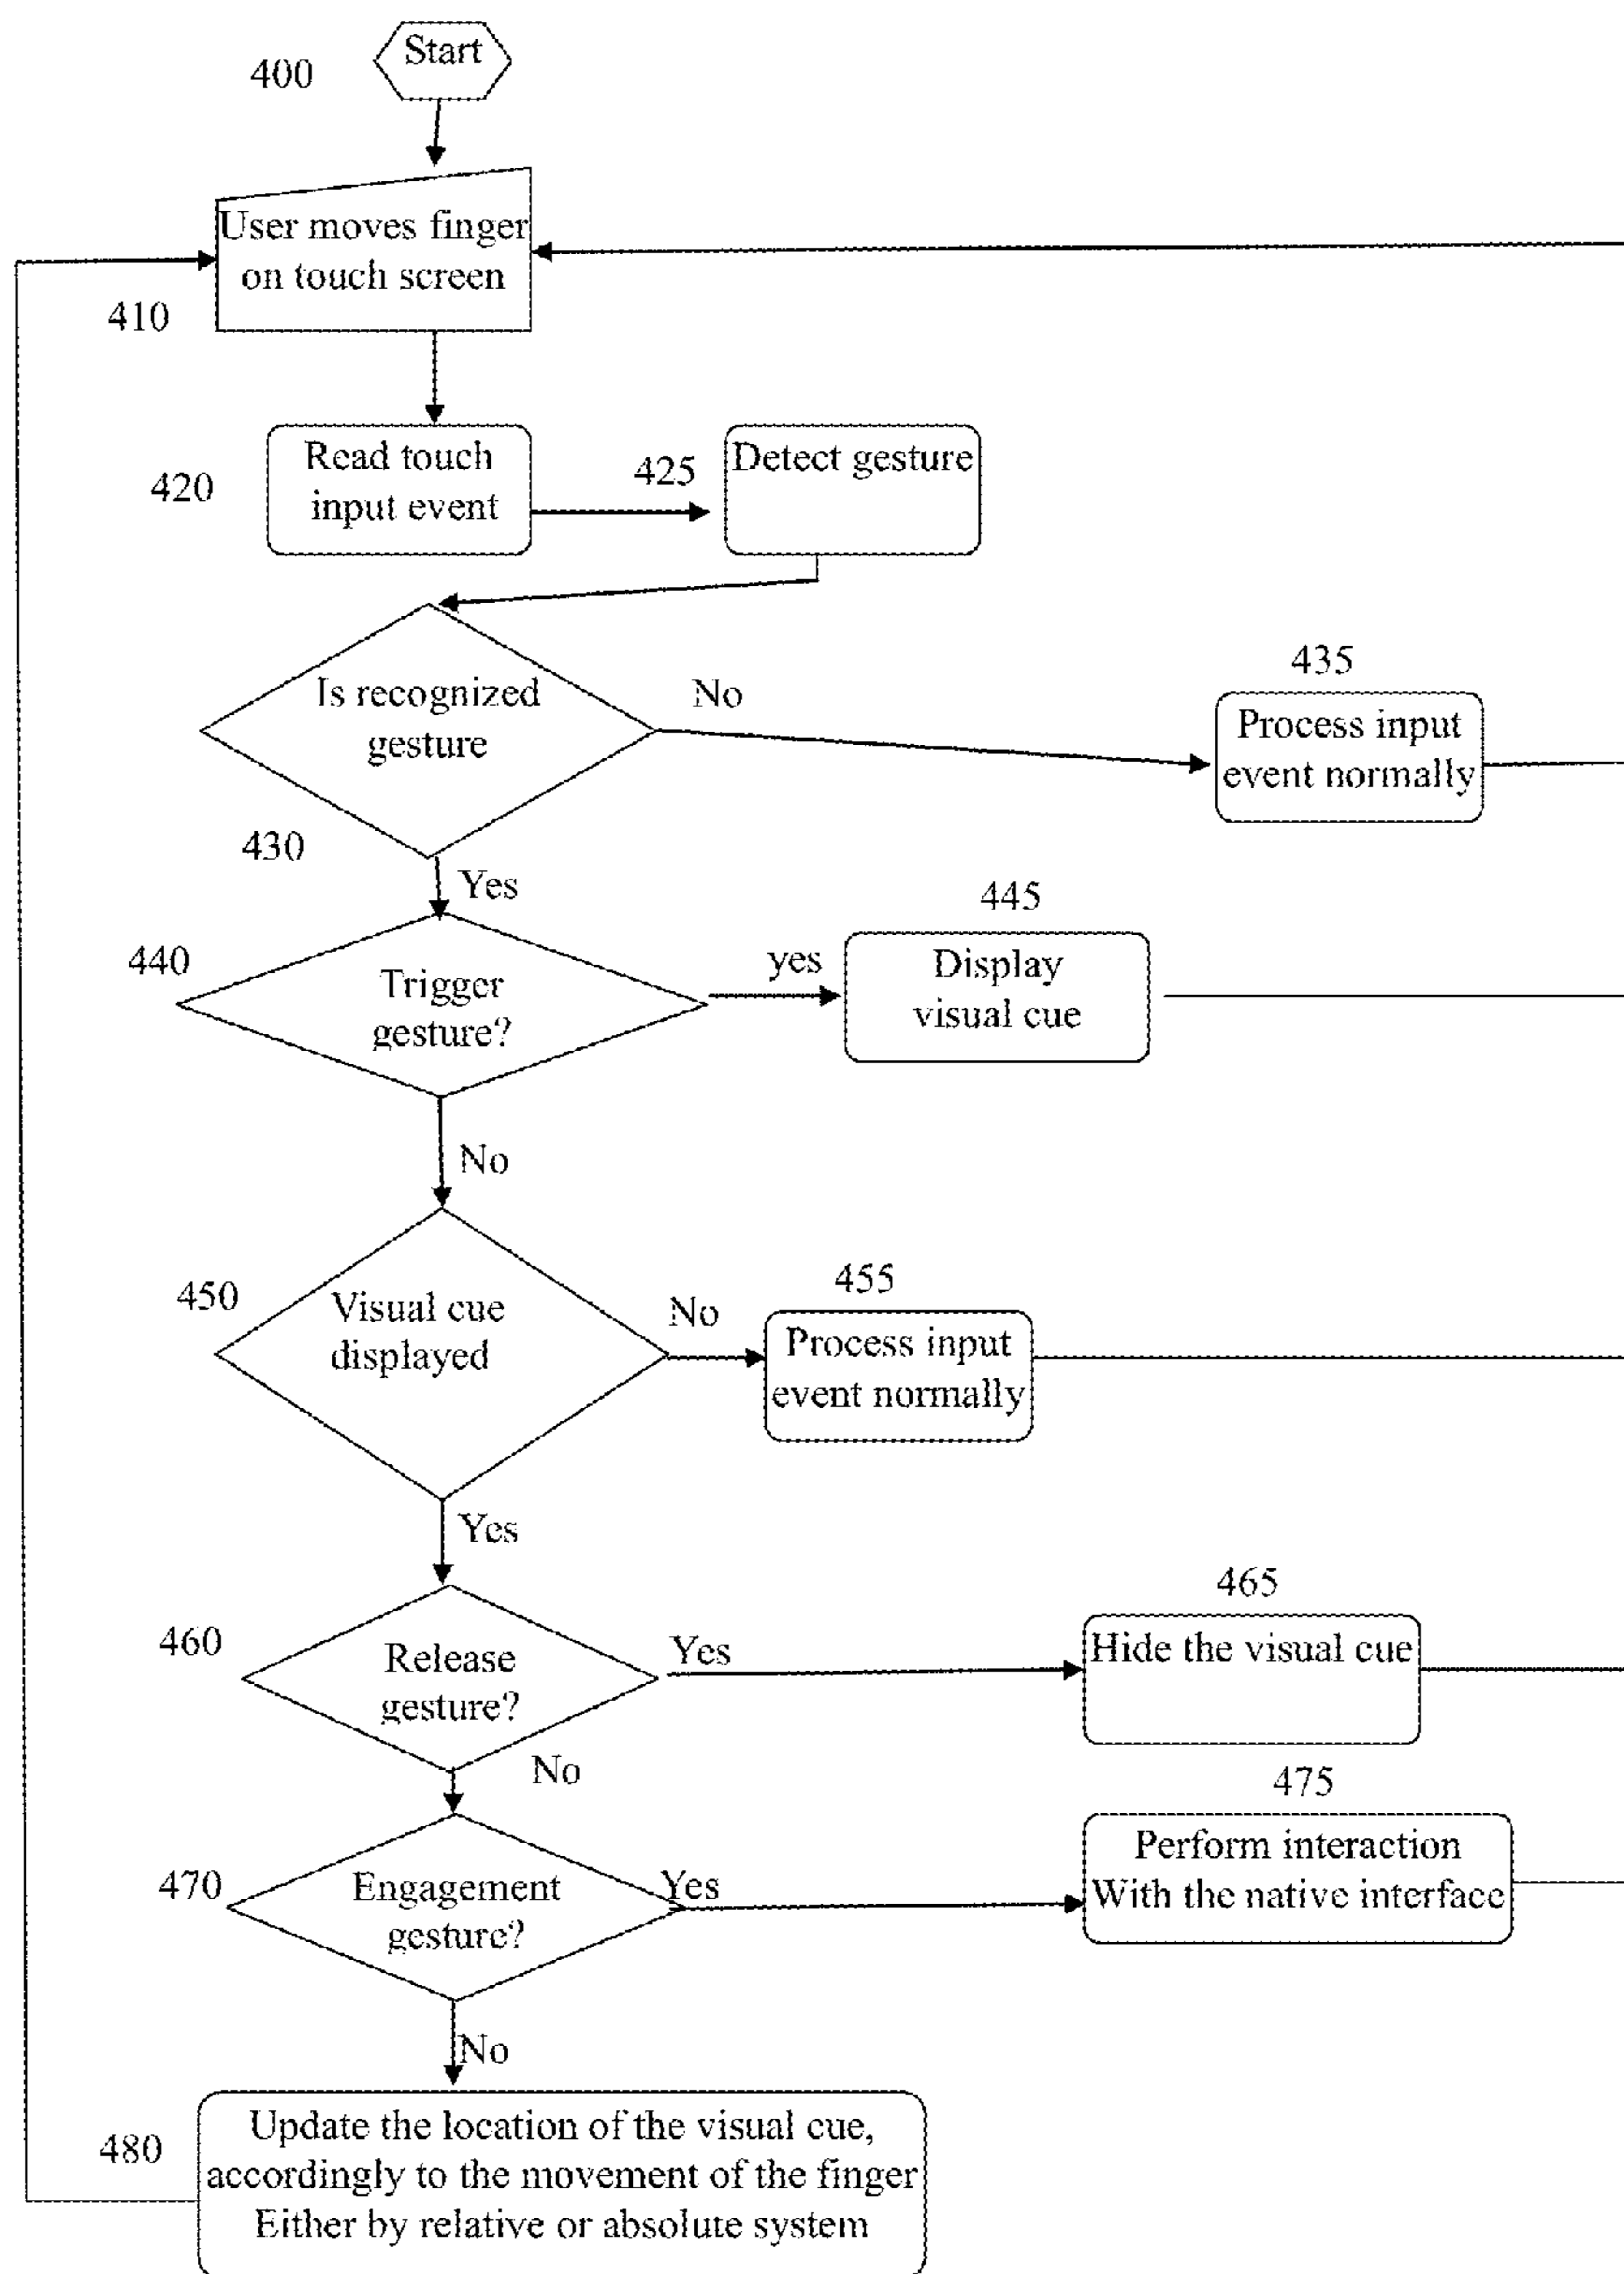 400
Start
User moves finger
on touch screen
410
Read touch
input event
420
425
Detect gesture
Is recognized
gesture
430
No
435
Process input
event normally
Yes
440
Trigger
gesture?
yes
445
Display
visual cue
No
450
Visual cue
displayed
No
455
Process input
event normally
Yes
460
Release
gesture?
Yes
465
Hide the visual cue
No
470
Engagement
gesture?
Yes
475
Perform interaction
With the native interface
No
480
Update the location of the visual cue,
accordingly to the movement of the finger
Either by relative or absolute system